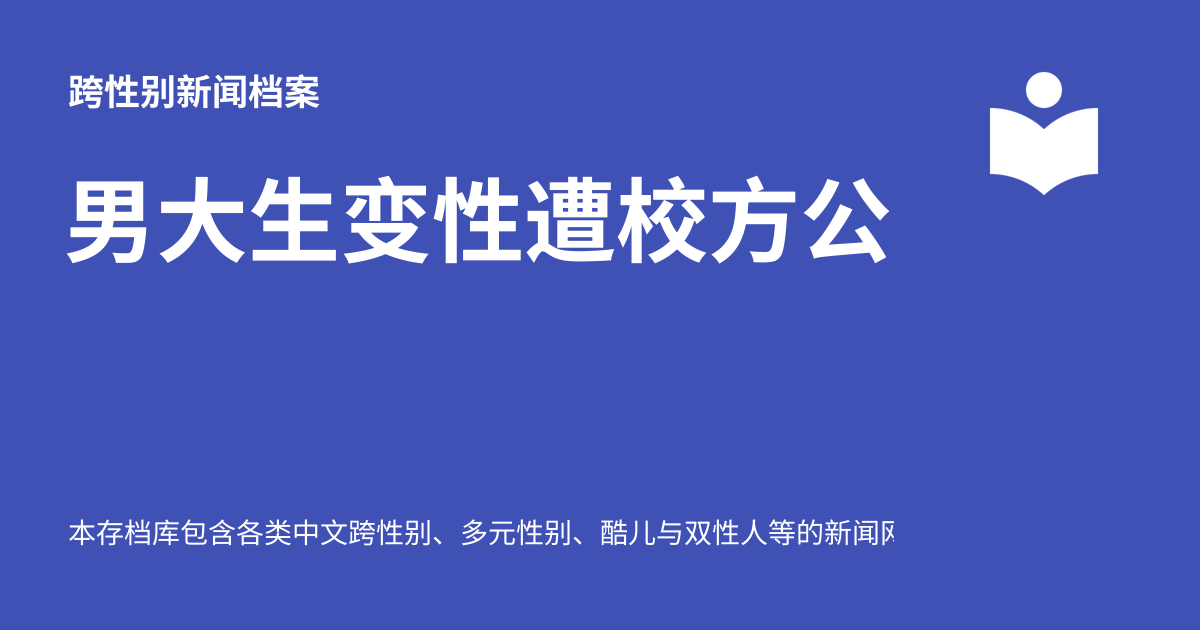 跨性别新闻档案
男大生变性遭校方公
本存档库包含各类中文跨性别、多元性别、酷儿与双性人等的新闻